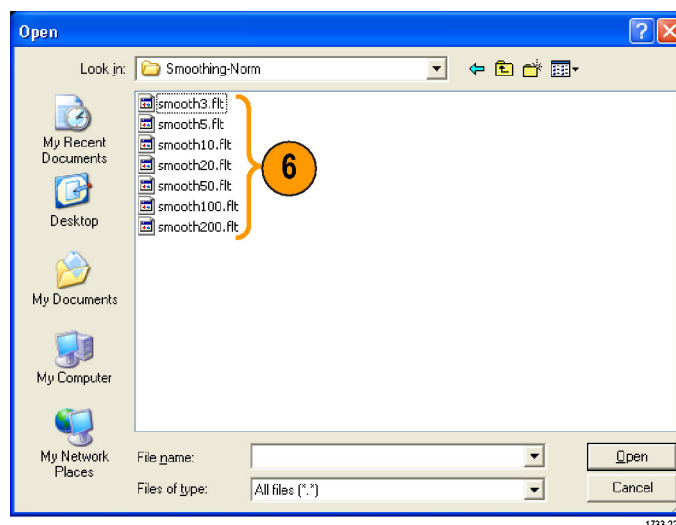 Open
Look in:
Smoothing-Norm
smooth3.flt
smooth5.flt
smooth10.flt
smooth20.flt
smooth50.flt
smooth100.flt
smooth200.flt
6
My Recent
Documents
Desktop
My Documents
My Computer
My Network
Places
File name:
Open
Files of type:
All files (*.*)
Cancel